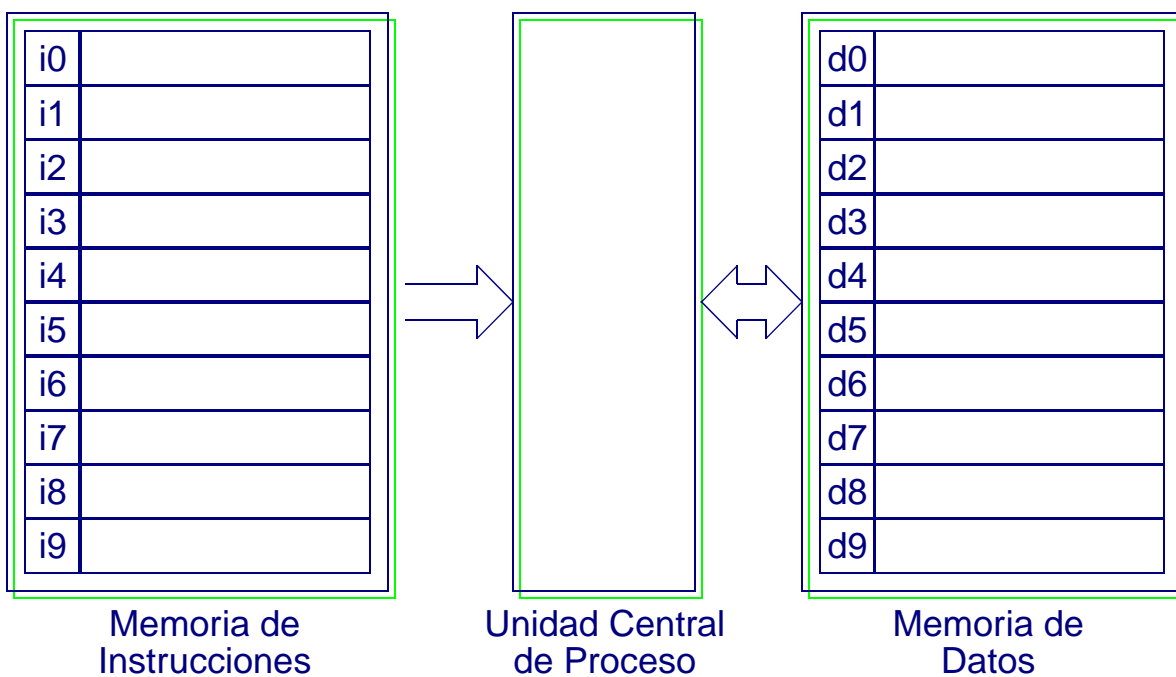 i0
i1
i2
i3
i4
i5
i6
i7
i8
i9
Memoria de
Instrucciones
Unidad Central
de Proceso
d0
d1
d2
d3
d4
d5
d6
d7
d8
d9
Memoria de
Datos